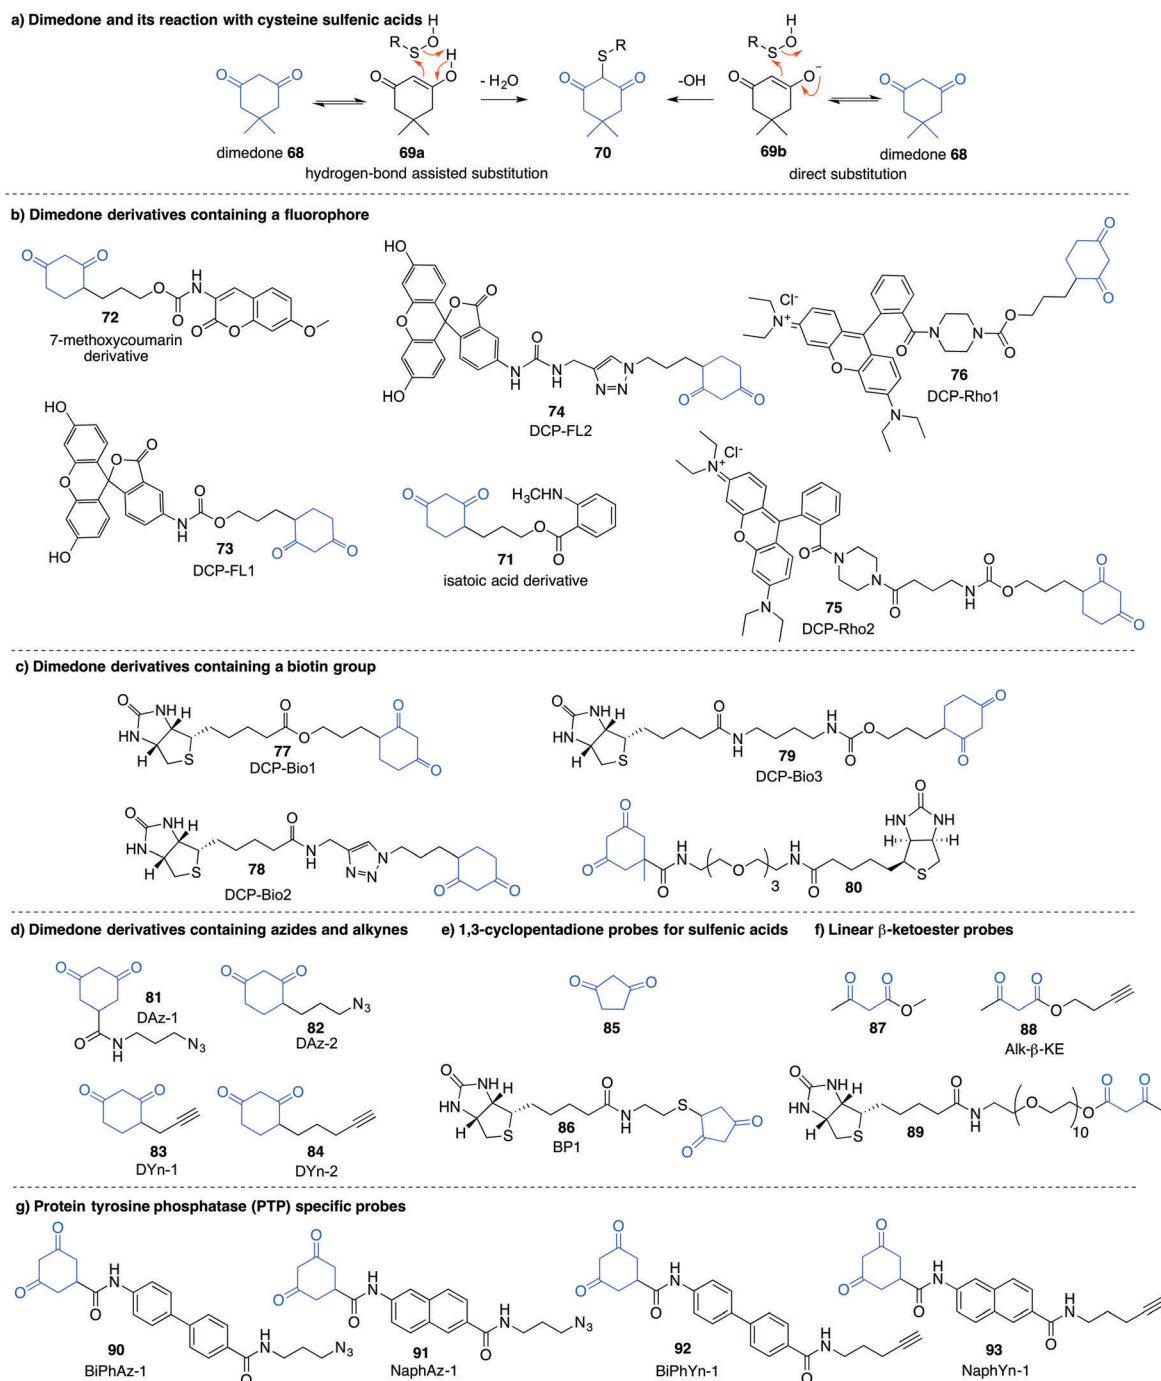 a) Dimedone and its reaction with cysteine sulfenic acids
- H₂O
-OH
dimedone 68
69a
70
69b
dimedone 68
hydrogen-bond assisted substitution
direct substitution
b) Dimedone derivatives containing a fluorophore
72
7-methoxycoumarin
derivative
74
DCP-FL2
76
DCP-Rho1
73
DCP-FL1
71
isatoic acid derivative
75
DCP-Rho2
c) Dimedone derivatives containing a biotin group
77
DCP-Bio1
79
DCP-Bio3
78
DCP-Bio2
80
d) Dimedone derivatives containing azides and alkynes
81
DAz-1
82
DAz-2
83
DYn-1
84
DYn-2
e) 1,3-cyclopentadione probes for sulfenic acids
85
86
BP1
f) Linear β-ketoester probes
87
88
Alk-β-KE
89
g) Protein tyrosine phosphatase (PTP) specific probes
90
BiPhAz-1
91
NaphAz-1
92
BiPhYn-1
93
NaphYn-1